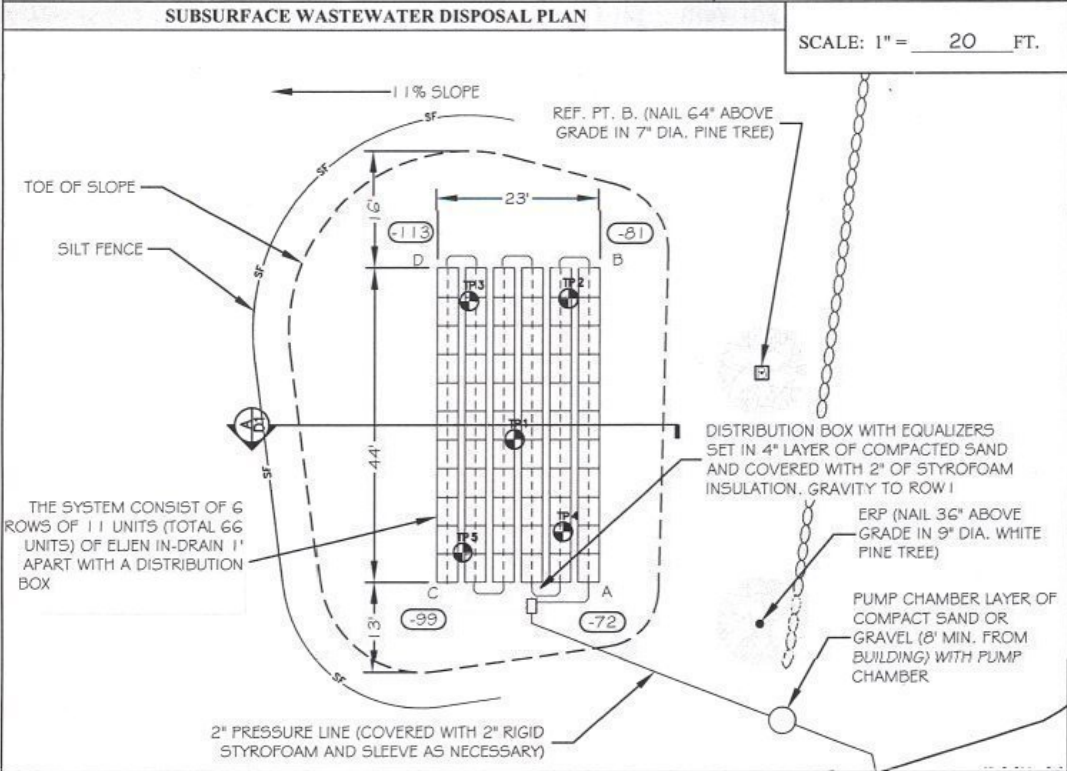 SUBSURFACE WASTEWATER DISPOSAL PLAN
SCALE: 1" = 20 FT.
11% SLOPE
SF
REF. PT. B. (NAIL 64" ABOVE
GRADE IN 7" DIA. PINE TREE)
SF
TOE OF SLOPE
16'
23'
-113
-81
SILT FENCE
D
B
SF
TP3
TP2
A
D1
TP1
44'
DISTRIBUTION BOX WITH EQUALIZERS
SET IN 4" LAYER OF COMPACTED SAND
AND COVERED WITH 2" OF STYROFOAM
INSULATION. GRAVITY TO ROW 1
SF
THE SYSTEM CONSIST OF 6
ROWS OF 11 UNITS (TOTAL 66
UNITS) OF ELJEN IN-DRAIN 1'
APART WITH A DISTRIBUTION
BOX
ERP (NAIL 36" ABOVE
GRADE IN 9" DIA. WHITE
PINE TREE)
TP4
TP5
C
A
13'
-99
-72
PUMP CHAMBER LAYER OF
COMPACT SAND OR
GRAVEL (8' MIN. FROM
BUILDING) WITH PUMP
CHAMBER
SF
2" PRESSURE LINE (COVERED WITH 2" RIGID
STYROFOAM AND SLEEVE AS NECESSARY)